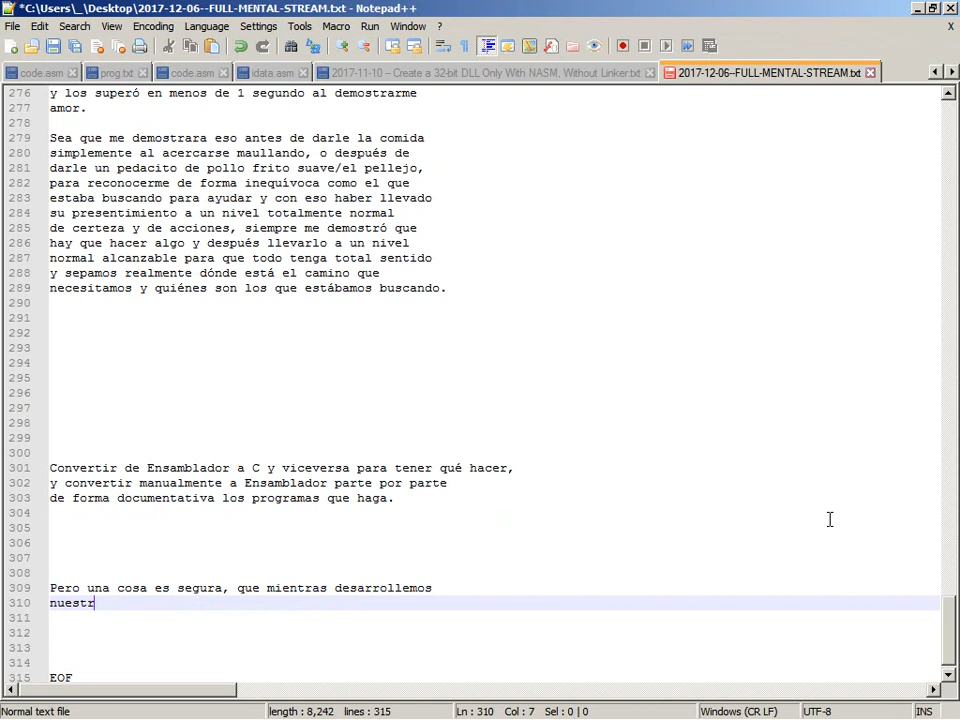 *C:\Users\_\Desktop\2017-12-06--FULL-MENTAL-STREAM.txt - Notepad++
File Edit Search View Encoding Language Settings Tools Macro Run Window ? X
code.asm prog.txt code.asm idata.asm 2017-11-10 – Create a 32-bit DLL Only With NASM, Without Linker.txt 2017-12-06--FULL-MENTAL-STREAM.txt
276 y los superó en menos de 1 segundo al demostrarme
277 amor.
278
279 Sea que me demostrara eso antes de darle la comida
280 simplemente al acercarse maullando, o después de
281 darle un pedacito de pollo frito suave/el pellejo,
282 para reconocerme de forma inequívoca como el que
283 estaba buscando para ayudar y con eso haber llevado
284 su presentimiento a un nivel totalmente normal
285 de certeza y de acciones, siempre me demostró que
286 hay que hacer algo y después llevarlo a un nivel
287 normal alcanzable para que todo tenga total sentido
288 y sepamos realmente dónde está el camino que
289 necesitamos y quiénes son los que estábamos buscando.
290
291
292
293
294
295
296
297
298
299
300
301 Convertir de Ensamblador a C y viceversa para tener qué hacer,
302 y convertir manualmente a Ensamblador parte por parte
303 de forma documentativa los programas que haga.
304
305
306
307
308
309 Pero una cosa es segura, que mientras desarrollemos
310 nuestr
311
312
313
314
315 EOF
Normal text file length : 8,242 lines : 315 Ln : 310 Col : 7 Sel : 0 | 0 Windows (CR LF) UTF-8 INS